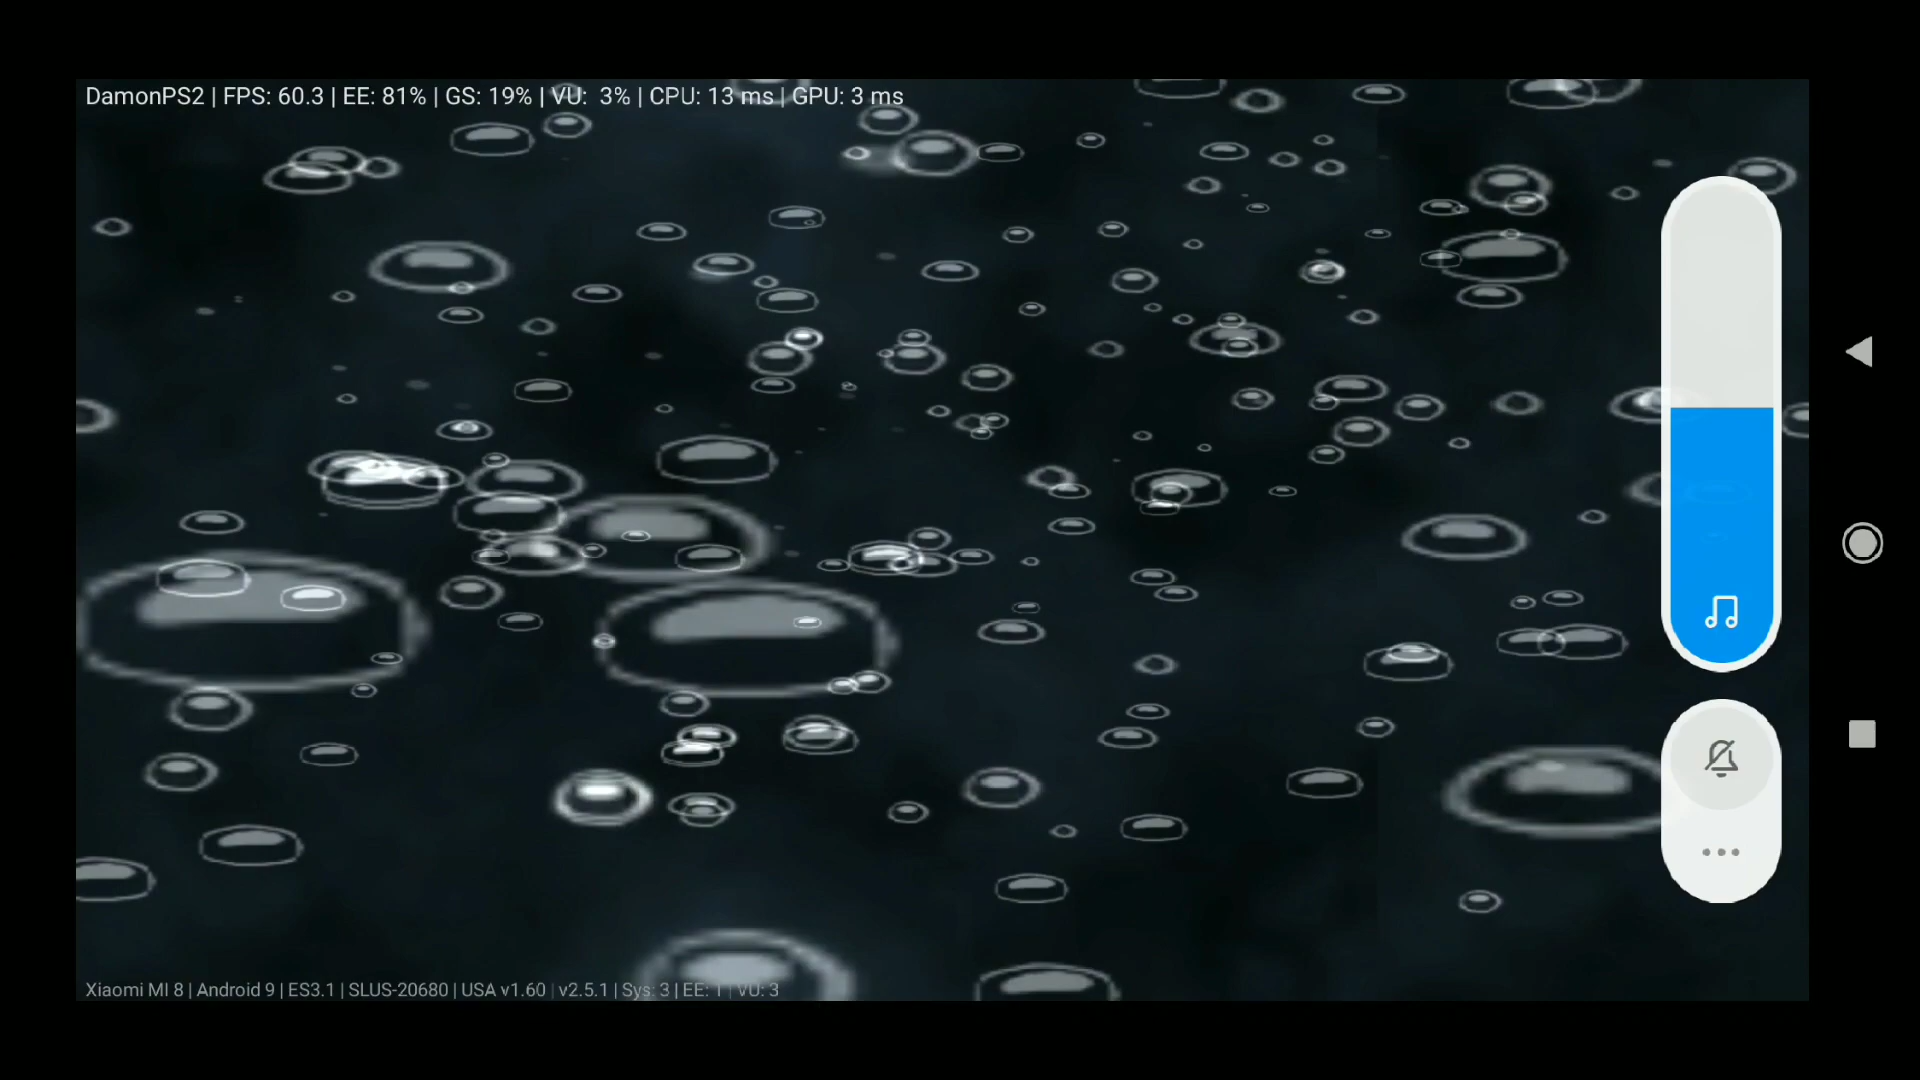 DamonPS2 | FPS: 60.3 | EE: 81% | GS: 19% | VU: 3% | CPU: 13 ms | GPU: 3 ms
Xiaomi MI 8 | Android 9 | ES3.1 | SLUS-20680 | USA v1.60 | v2.5.1 | Sys: 3 | EE: 1 | VU: 3